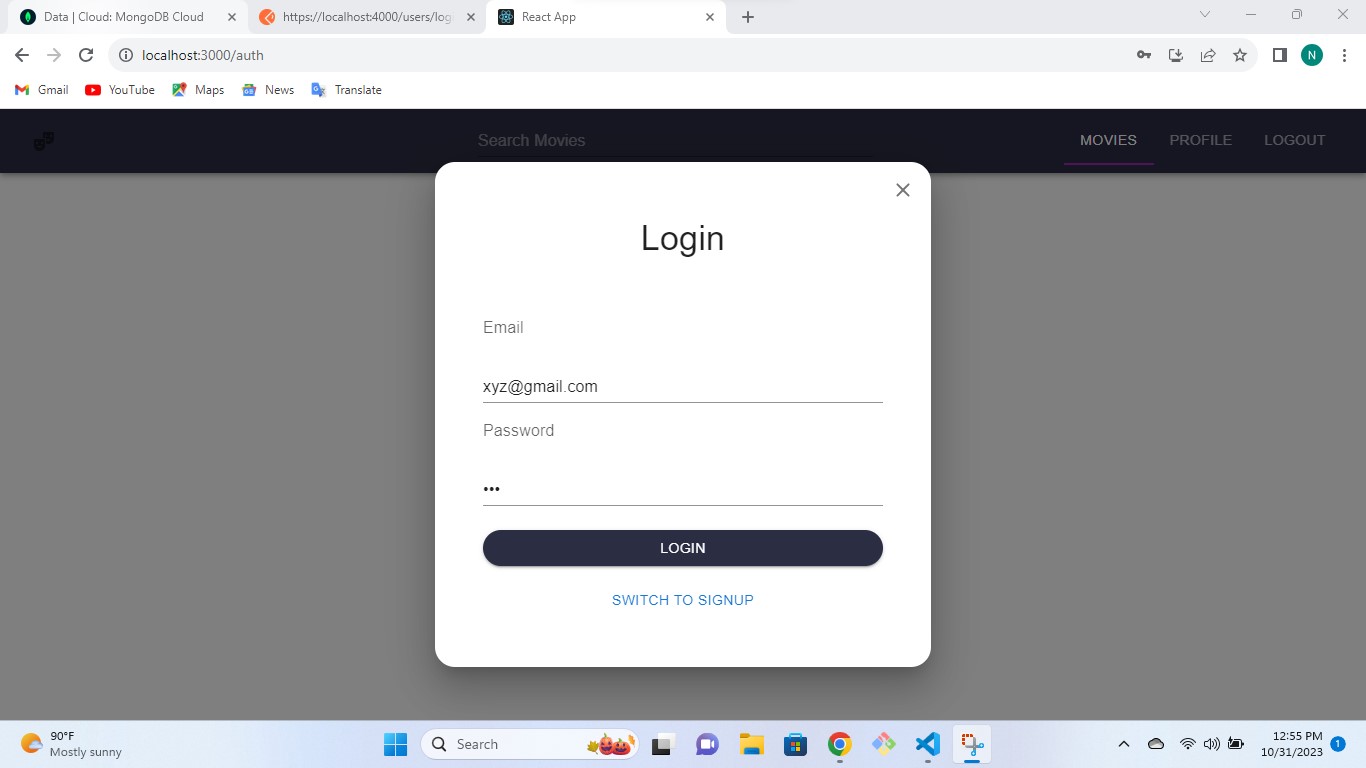 Data | Cloud: MongoDB Cloud
https://localhost:4000/users/log
React App
localhost:3000/auth
N
Gmail
YouTube
Maps
News
Translate
Search Movies
MOVIES
PROFILE
LOGOUT
Login
Email
xyz@gmail.com
Password
•••
LOGIN
SWITCH TO SIGNUP
90°F
Mostly sunny
Search
12:55 PM
10/31/2023
1